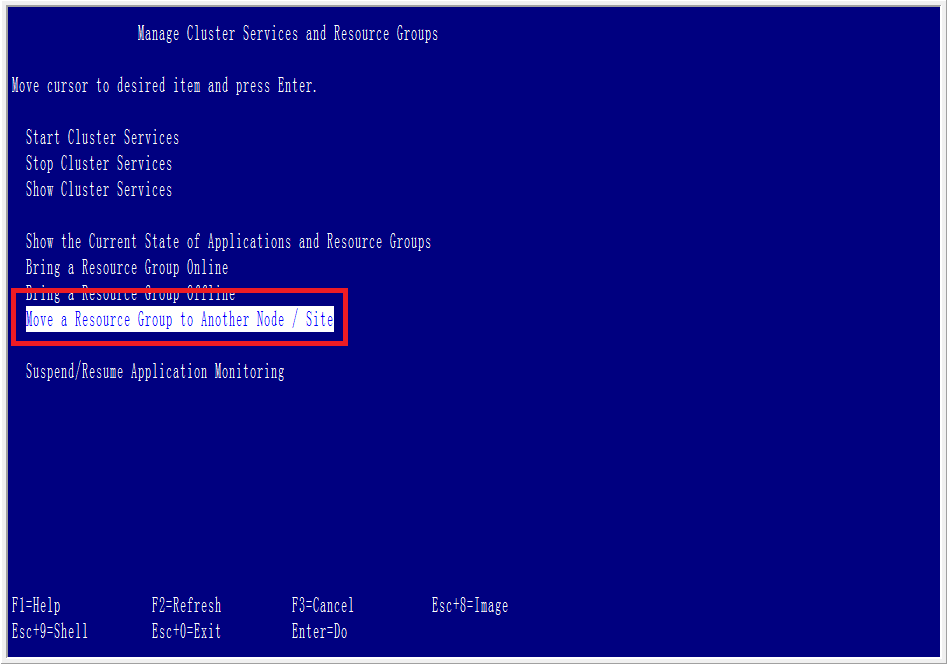 Manage Cluster Services and Resource Groups
Move cursor to desired item and press Enter.
Start Cluster Services
Stop Cluster Services
Show Cluster Services
Show the Current State of Applications and Resource Groups
Bring a Resource Group Online
Bring a Resource Group Offline
Move a Resource Group to Another Node / Site
Suspend/Resume Application Monitoring
F1=Help F2=Refresh F3=Cancel Esc+8=Image
Esc+9=Shell Esc+0=Exit Enter=Do